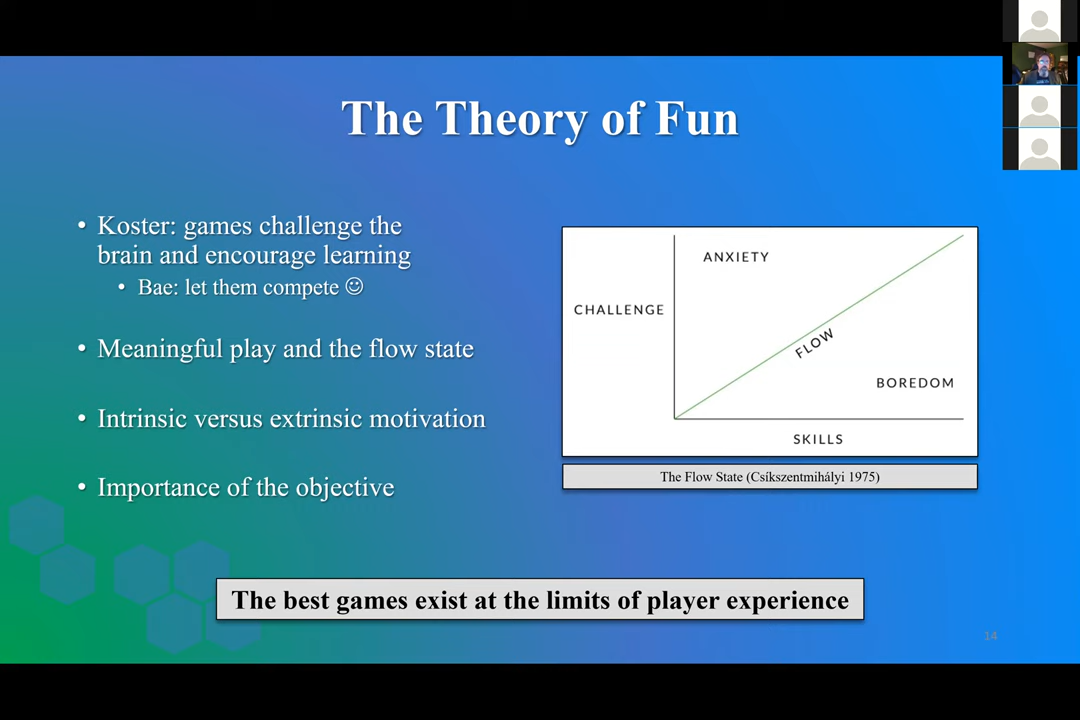 The Theory of Fun
• Koster: games challenge the
brain and encourage learning
• Bae: let them compete ☺
• Meaningful play and the flow state
• Intrinsic versus extrinsic motivation
• Importance of the objective
ANXIETY
CHALLENGE
FLOW
BOREDOM
SKILLS
The Flow State (Csíkszentmihályi 1975)
The best games exist at the limits of player experience
14